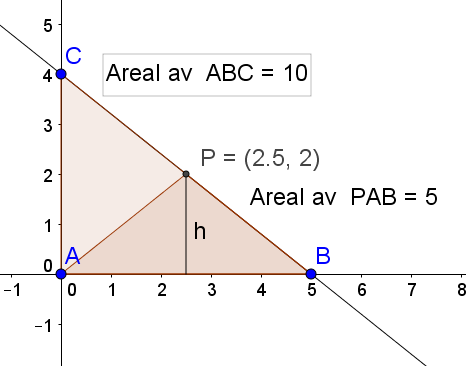 5
C
4
Areal av ABC = 10
3
P = (2.5, 2)
2
Areal av PAB = 5
1
h
A
B
0
−1 0 1 2 3 4 5 6 7 8
−1